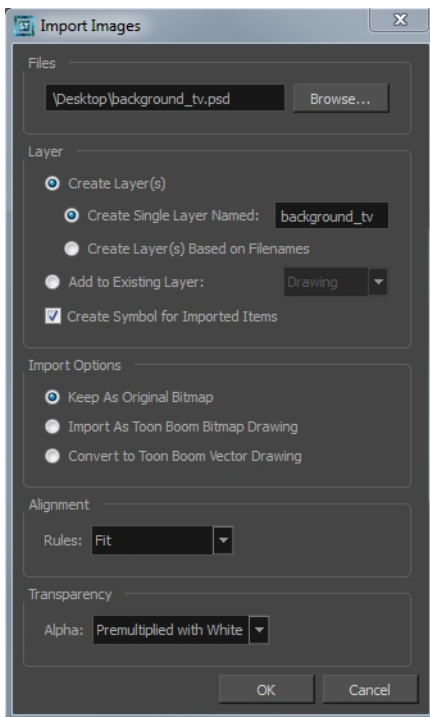 Import Images
Files
\Desktop\background_tv.psd Browse...
Layer
Create Layer(s)
Create Single Layer Named: background_tv
Create Layer(s) Based on Filenames
Add to Existing Layer: Drawing
Create Symbol for Imported Items
Import Options
Keep As Original Bitmap
Import As Toon Boom Bitmap Drawing
Convert to Toon Boom Vector Drawing
Alignment
Rules: Fit
Transparency
Alpha: Premultiplied with White
OK Cancel